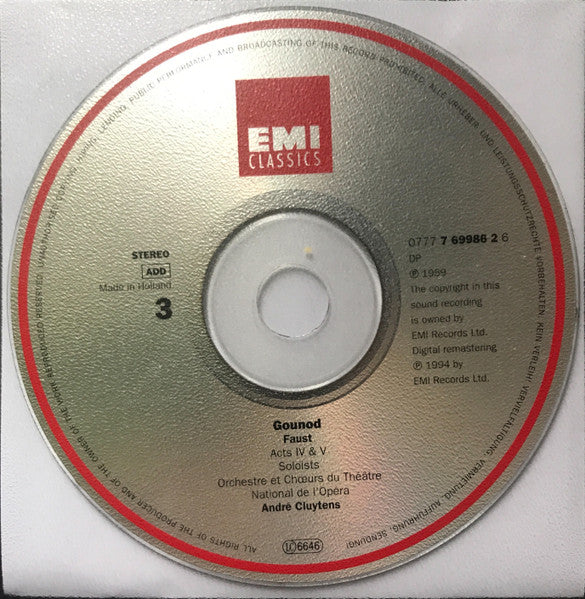 EMI
CLASSICS
STEREO
ADD
Made in Holland
3
0777 7 69986 2 6
DP
℗ 1959
The copyright in this
sound recording
is owned by
EMI Records Ltd.
Digital remastering
℗ 1994 by
EMI Records Ltd.
Gounod
Faust
Acts IV & V
Soloists
Orchestre et Chœurs du Théâtre
National de l'Opéra
André Cluytens
LC 6646
ALL RIGHTS OF THE PRODUCER AND OF THE OWNER OF THE WORK REPRODUCED RESERVED. HIRING, LENDING, PUBLIC PERFORMANCE AND BROADCASTING OF THIS RECORD PROHIBITED. ALLE URHEBER- UND LEISTUNGSSCHUTZRECHTE VORBEHALTEN. KEIN VERLEIH! VERVIELFÄLTIGUNG, VERMIETUNG, AUFFÜHRUNG, SENDUNG!